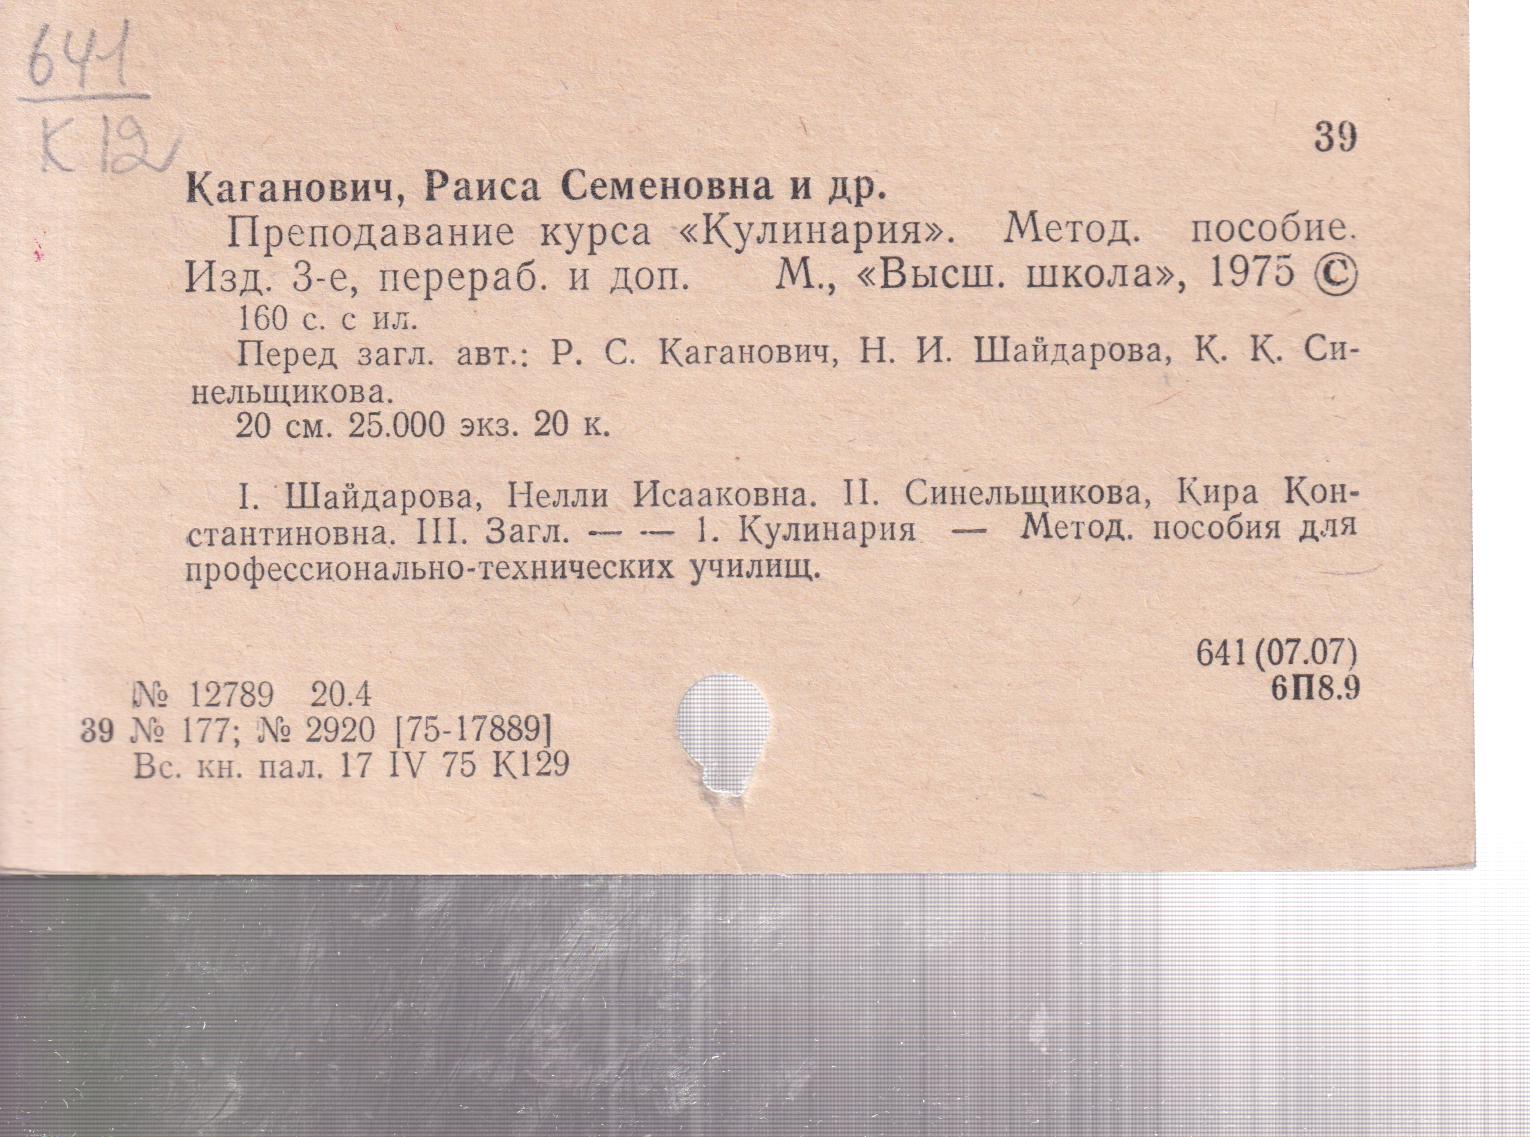 641
К12
39
Каганович, Раиса Семеновна и др.
Преподавание курса «Кулинария». Метод. пособие.
Изд. 3-е, перераб. и доп. М., «Высш. школа», 1975 ©
160 с. с ил.
Перед загл. авт.: Р. С. Каганович, Н. И. Шайдарова, К. К. Си-
нельщикова.
20 см. 25.000 экз. 20 к.
I. Шайдарова, Нелли Исааковна. II. Синельщикова, Кира Кон-
стантиновна. III. Загл. — — 1. Кулинария — Метод. пособия для
профессионально-технических училищ.
641 (07.07)
6П8.9
№ 12789 20.4
39 № 177; № 2920 [75-17889]
Вс. кн. пал. 17 IV 75 К129